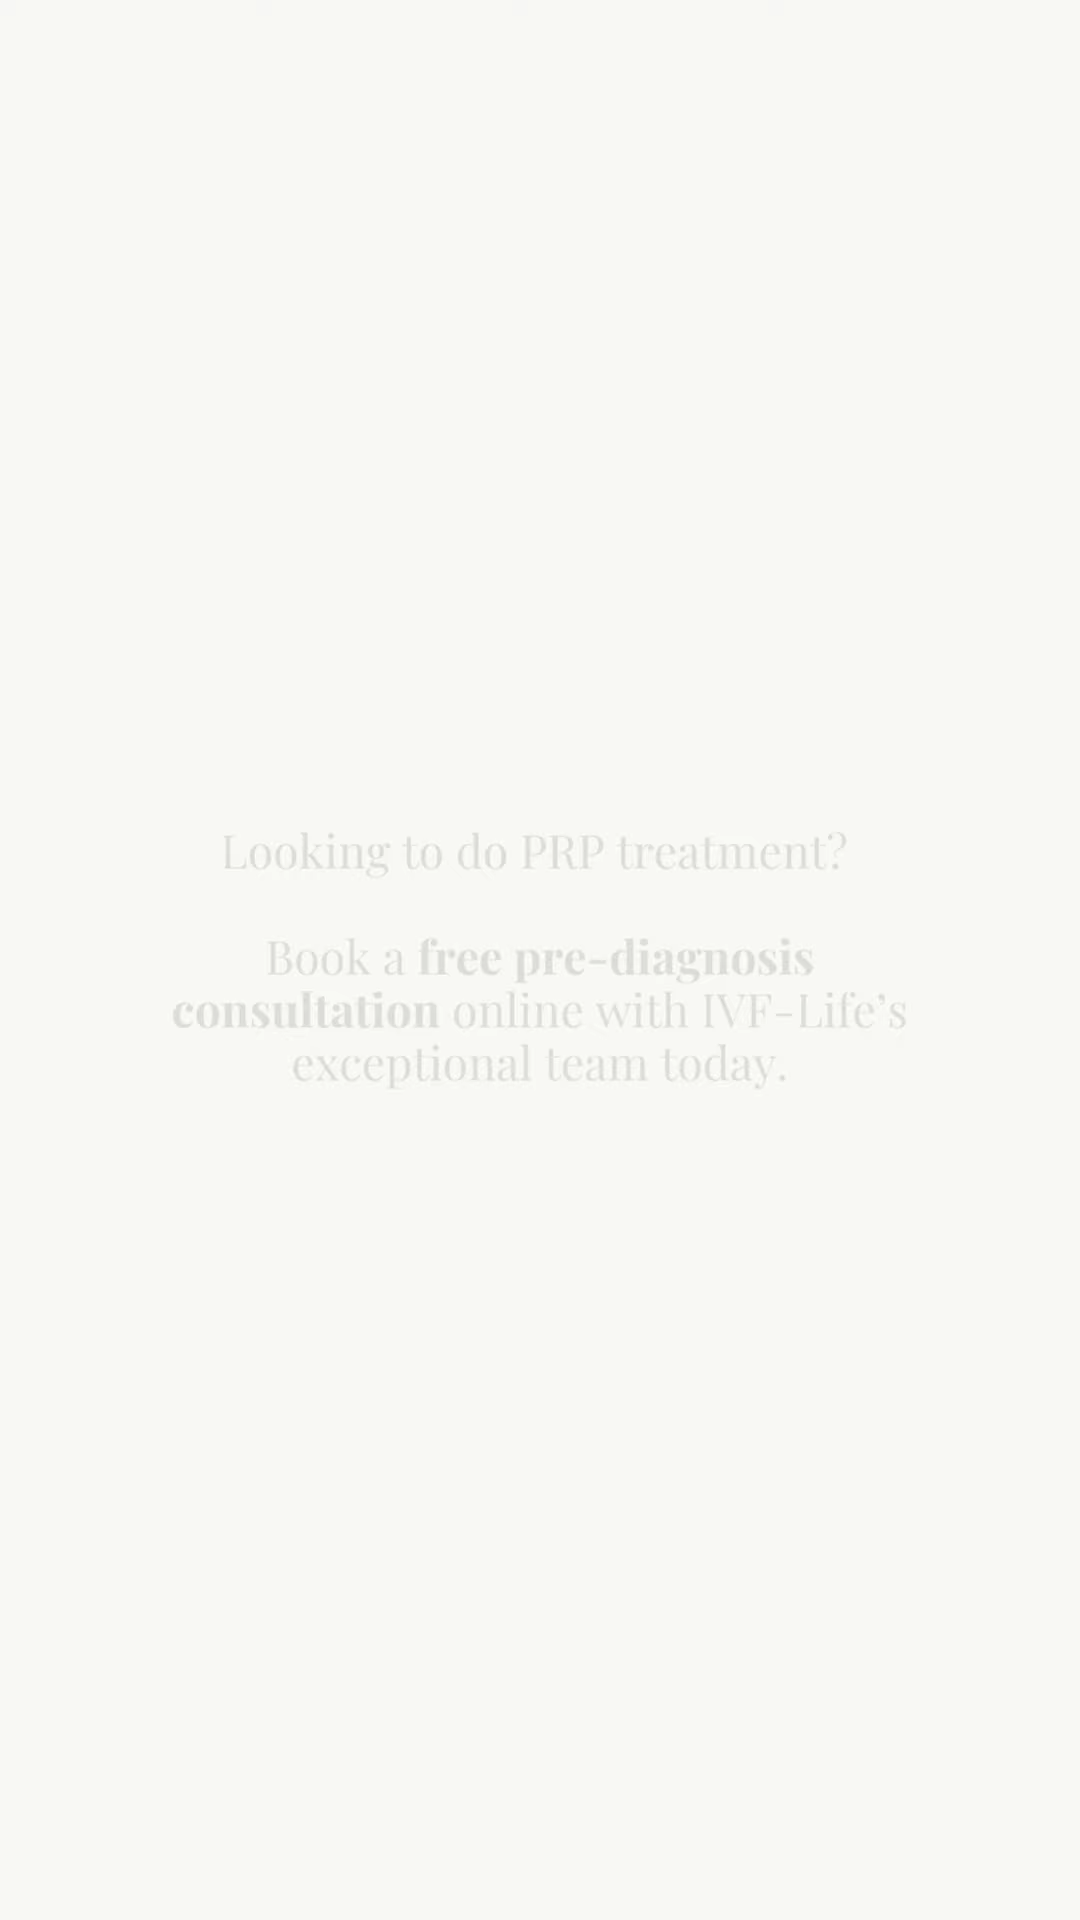 Looking to do PRP treatment?
Book a free pre-diagnosis
consultation online with IVF-Life’s
exceptional team today.